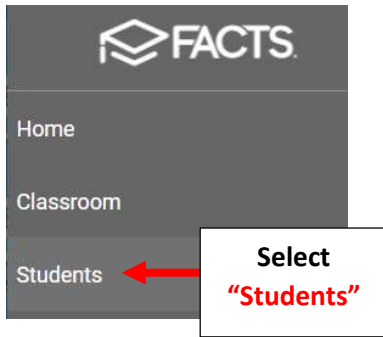 FACTS.
Home
Classroom
Students
Select
“Students”